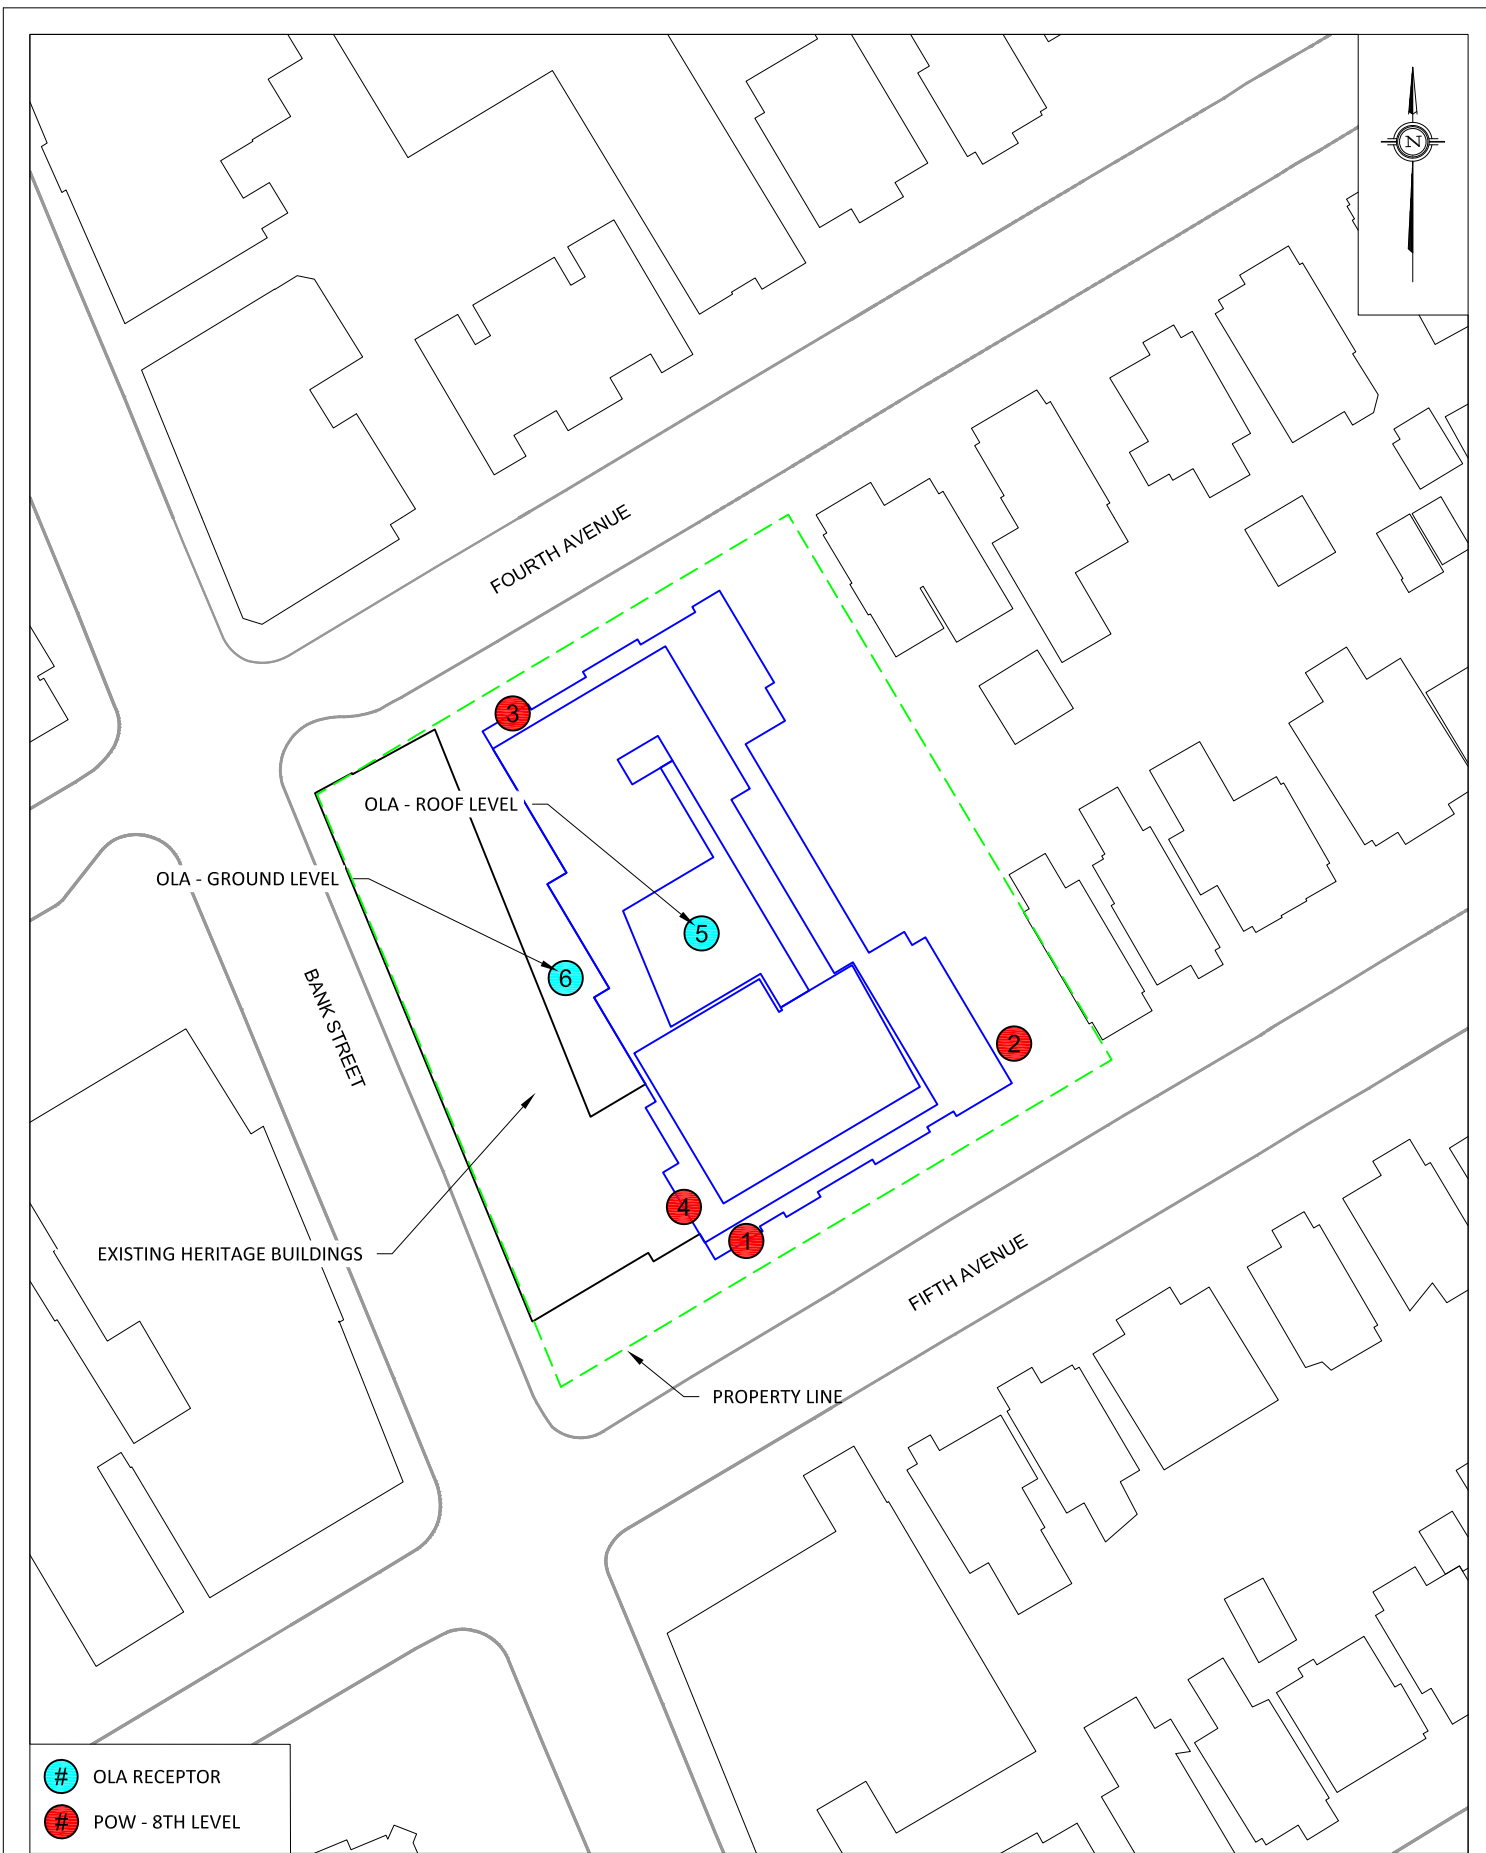 N
FOURTH AVENUE
3
OLA - ROOF LEVEL
OLA - GROUND LEVEL
5
6
BANK STREET
2
4
1
EXISTING HERITAGE BUILDINGS
FIFTH AVENUE
PROPERTY LINE
# OLA RECEPTOR
# POW - 8TH LEVEL